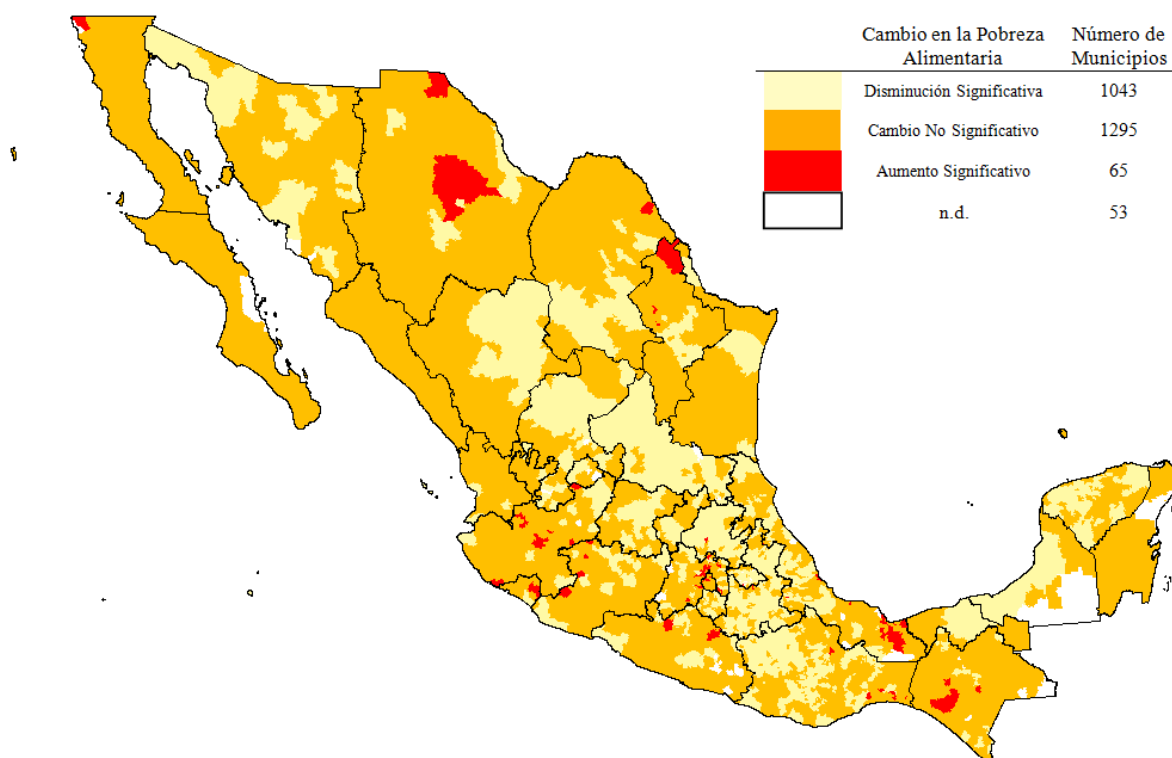 Cambio en la Pobreza Alimentaria Número de Municipios
Disminución Significativa 1043
Cambio No Significativo 1295
Aumento Significativo 65
n.d. 53